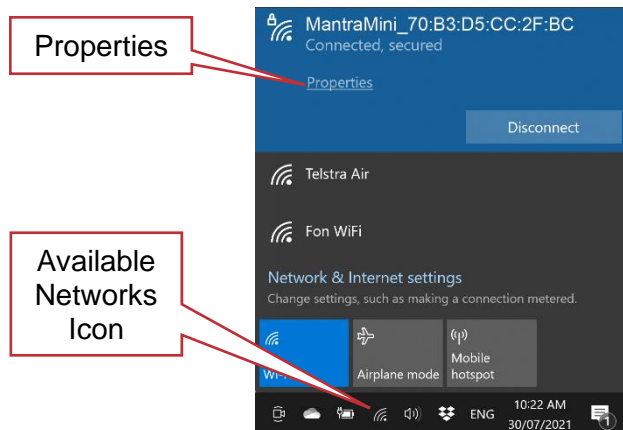 Properties
MantraMini_70:B3:D5:CC:2F:BC
Connected, secured
Properties
Disconnect
Telstra Air
Fon WiFi
Available
Networks
Icon
Network & Internet settings
Change settings, such as making a connection metered.
Airplane mode
Mobile
hotspot
ENG
10:22 AM
30/07/2021
1